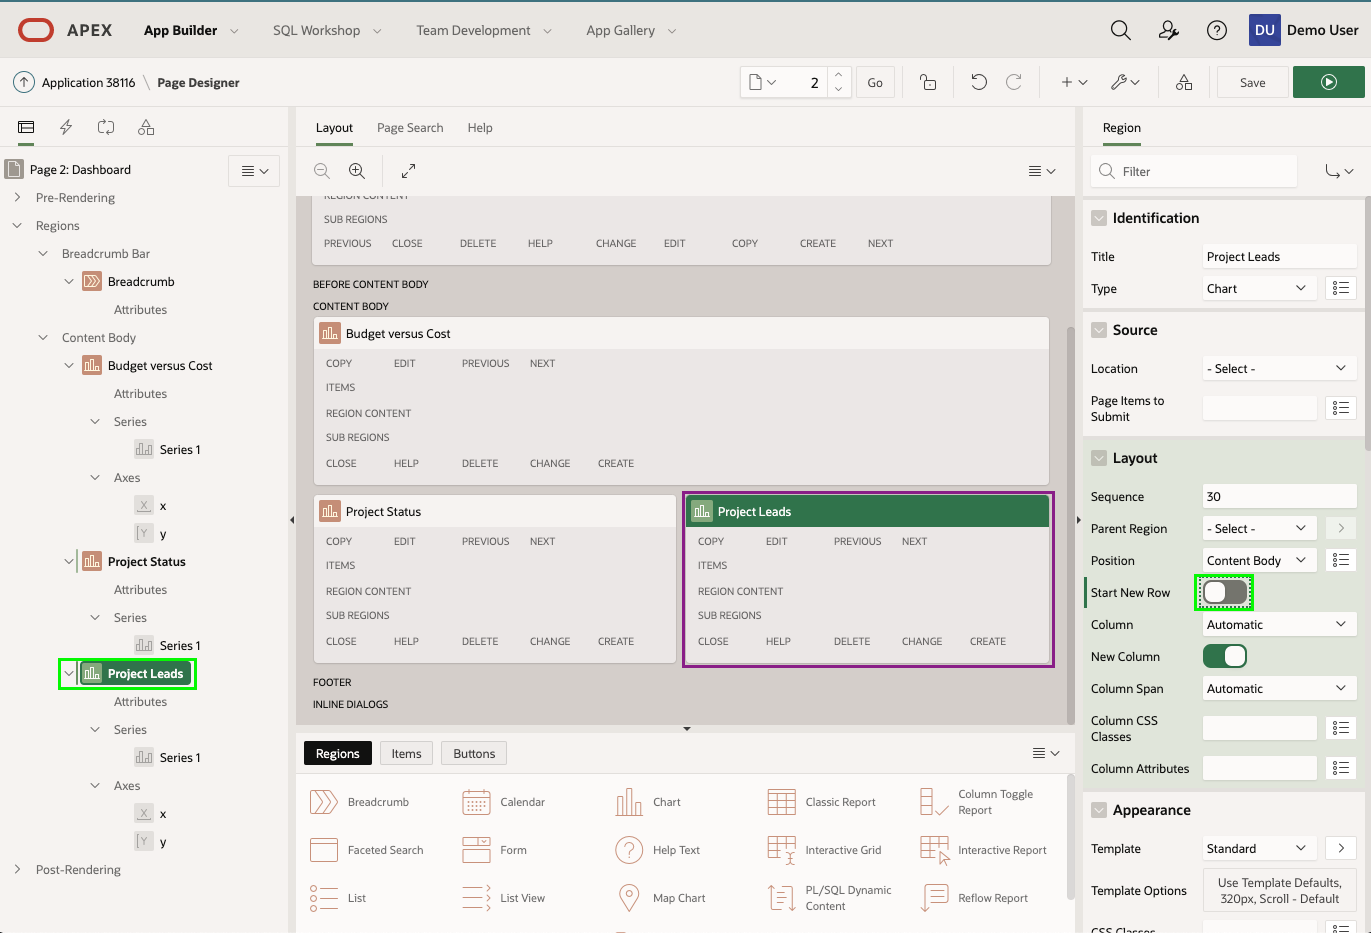 APEX
App Builder
SQL Workshop
Team Development
App Gallery
DU
Demo User
Application 38116 \ Page Designer
2
Go
Save
Page 2: Dashboard
Pre-Rendering
Regions
Breadcrumb Bar
Breadcrumb
Attributes
Content Body
Budget versus Cost
Attributes
Series
Series 1
Axes
X x
Y y
Project Status
Attributes
Series
Series 1
Project Leads
Attributes
Series
Series 1
Axes
X x
Y y
Post-Rendering
Layout
Page Search
Help
REGION CONTENT
SUB REGIONS
PREVIOUS CLOSE DELETE HELP CHANGE EDIT COPY CREATE NEXT
BEFORE CONTENT BODY
CONTENT BODY
Budget versus Cost
COPY EDIT PREVIOUS NEXT
ITEMS
REGION CONTENT
SUB REGIONS
CLOSE HELP DELETE CHANGE CREATE
Project Status
COPY EDIT PREVIOUS NEXT
ITEMS
REGION CONTENT
SUB REGIONS
CLOSE HELP DELETE CHANGE CREATE
Project Leads
COPY EDIT PREVIOUS NEXT
ITEMS
REGION CONTENT
SUB REGIONS
CLOSE HELP DELETE CHANGE CREATE
FOOTER
INLINE DIALOGS
Regions
Items
Buttons
Breadcrumb
Calendar
Chart
Classic Report
Column Toggle
Report
Faceted Search
Form
Help Text
Interactive Grid
Interactive Report
List
List View
Map Chart
PL/SQL Dynamic
Content
Reflow Report
Region
Filter
Identification
Title
Project Leads
Type
Chart
Source
Location
- Select -
Page Items to
Submit
Layout
Sequence
30
Parent Region
- Select -
Position
Content Body
Start New Row
Column
Automatic
New Column
Column Span
Automatic
Column CSS
Classes
Column Attributes
Appearance
Template
Standard
Template Options
Use Template Defaults,
320px, Scroll - Default
CSS Classes